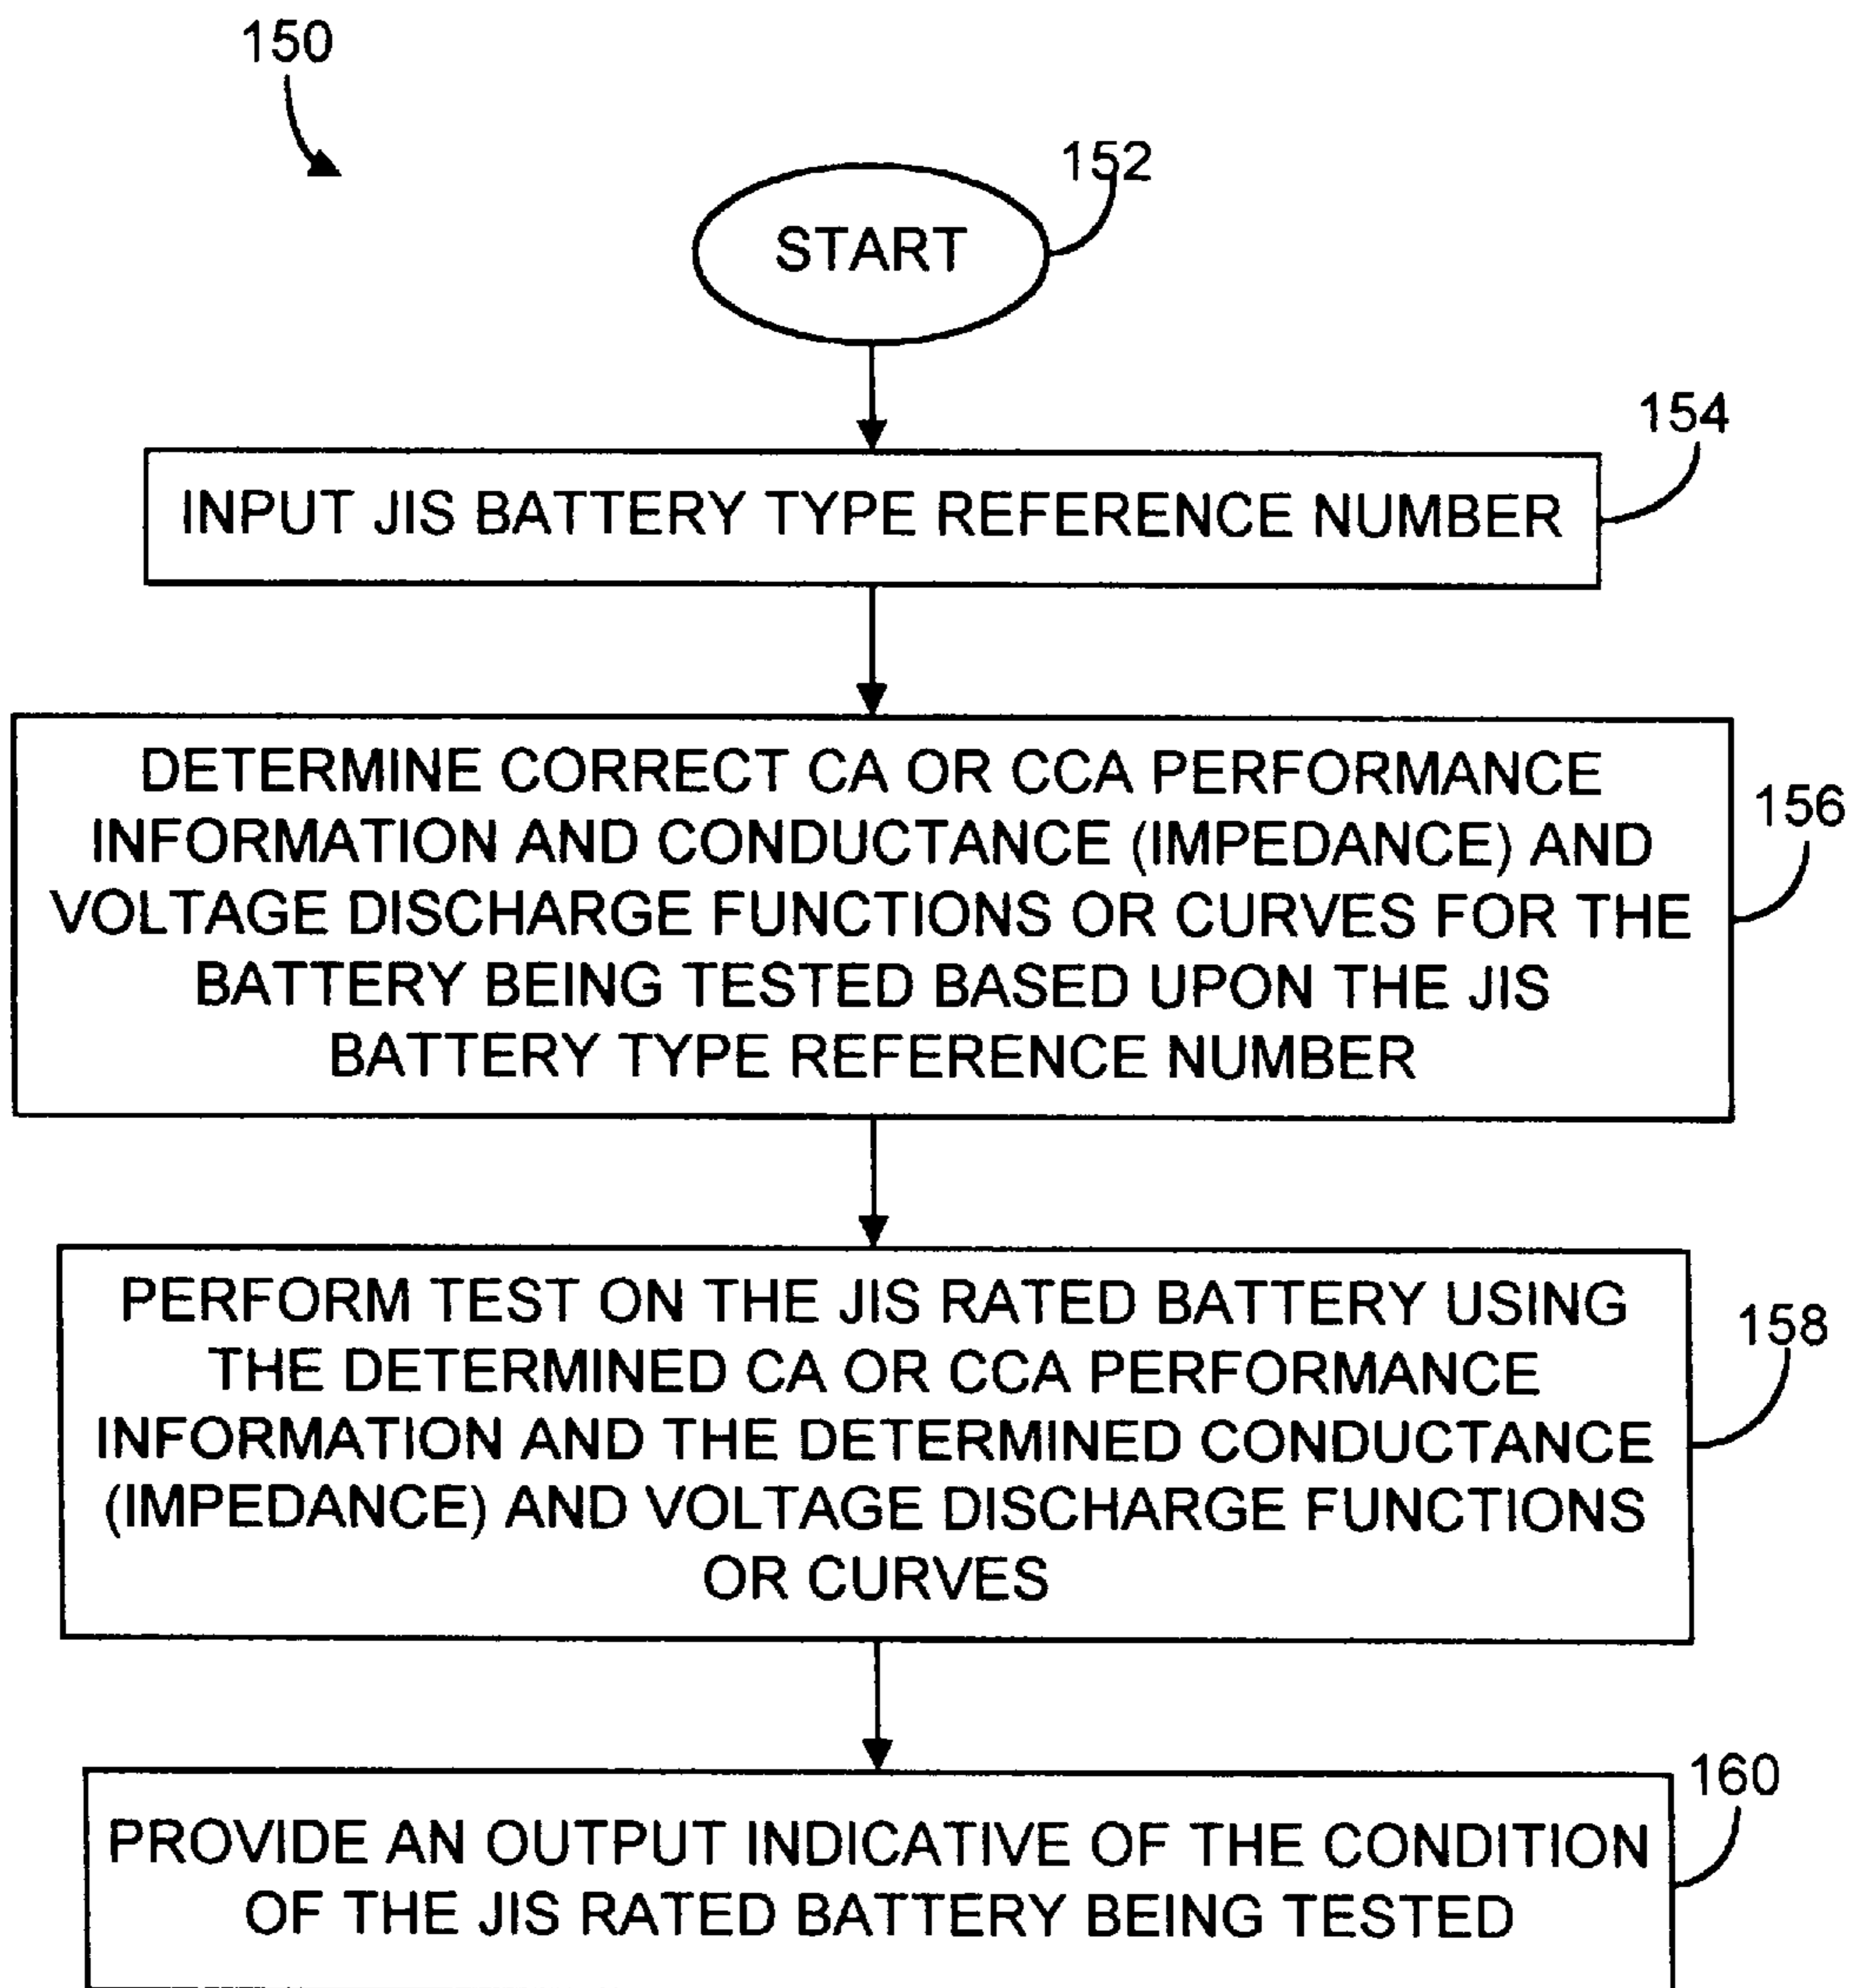 150
152
START
154
INPUT JIS BATTERY TYPE REFERENCE NUMBER
156
DETERMINE CORRECT CA OR CCA PERFORMANCE
INFORMATION AND CONDUCTANCE (IMPEDANCE) AND
VOLTAGE DISCHARGE FUNCTIONS OR CURVES FOR THE
BATTERY BEING TESTED BASED UPON THE JIS
BATTERY TYPE REFERENCE NUMBER
158
PERFORM TEST ON THE JIS RATED BATTERY USING
THE DETERMINED CA OR CCA PERFORMANCE
INFORMATION AND THE DETERMINED CONDUCTANCE
(IMPEDANCE) AND VOLTAGE DISCHARGE FUNCTIONS
OR CURVES
160
PROVIDE AN OUTPUT INDICATIVE OF THE CONDITION
OF THE JIS RATED BATTERY BEING TESTED